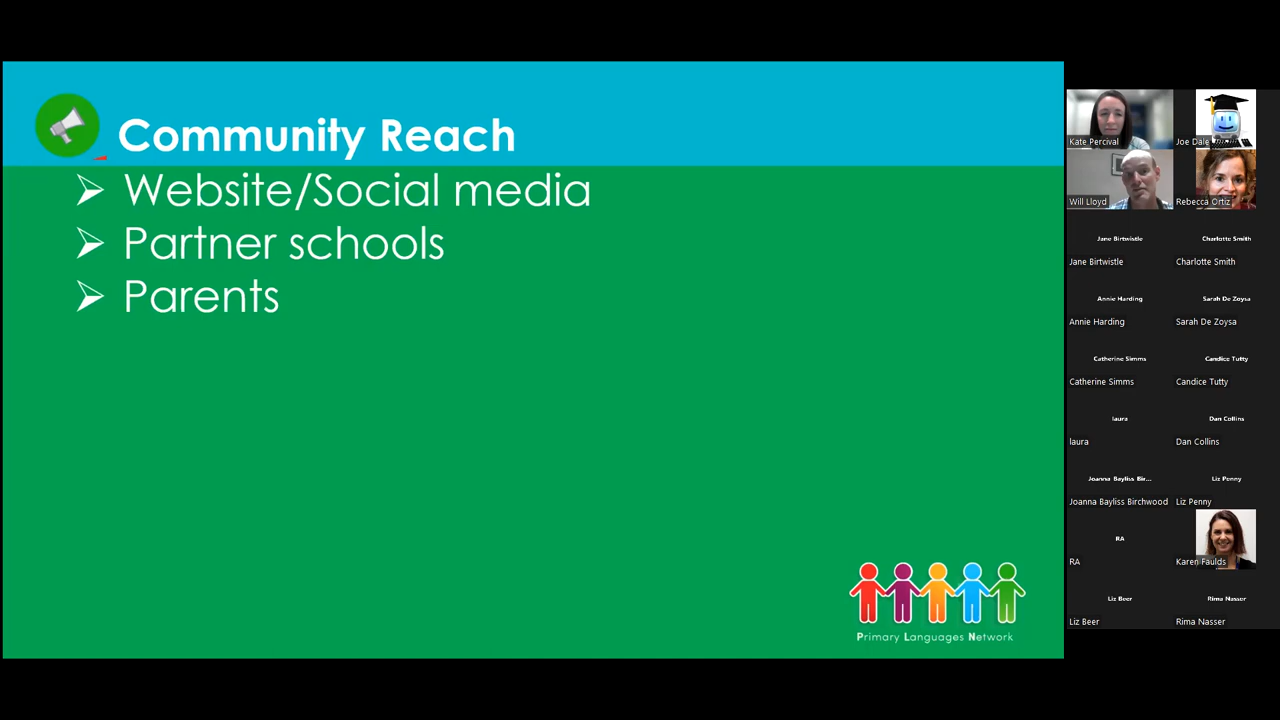 Community Reach
Website/Social media
Partner schools
Parents
Primary Languages Network
Kate Percival
Joe Dale
Will Lloyd
Rebecca Ortiz
Jane Birtwistle
Charlotte Smith
Jane Birtwistle
Charlotte Smith
Annie Harding
Sarah De Zoysa
Annie Harding
Sarah De Zoysa
Catherine Simms
Candice Tutty
Catherine Simms
Candice Tutty
laura
Dan Collins
laura
Dan Collins
Joanna Bayliss Bir...
Liz Penny
Joanna Bayliss Birchwood
Liz Penny
RA
RA
Karen Faulds
Liz Beer
Rima Nasser
Liz Beer
Rima Nasser